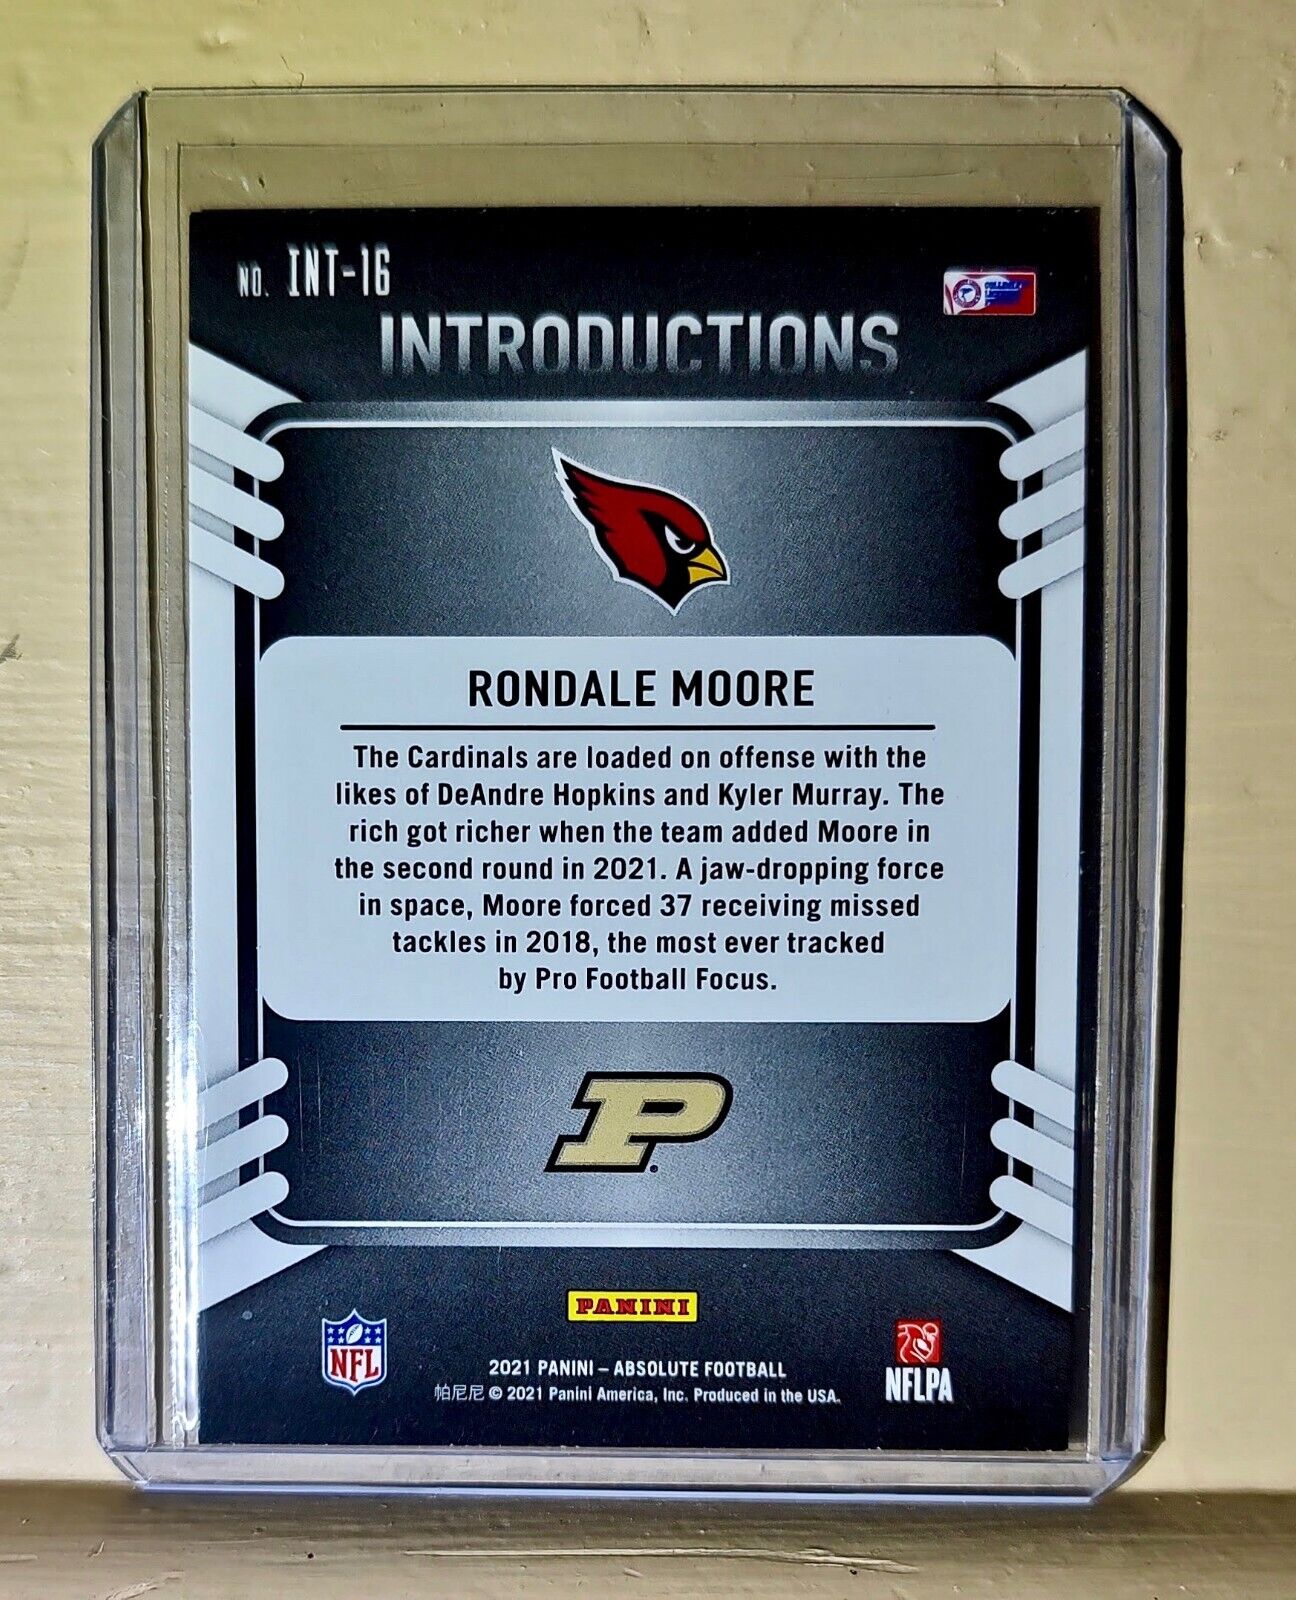 NO. INT-16
INTRODUCTIONS
RONDALE MOORE
The Cardinals are loaded on offense with the
likes of DeAndre Hopkins and Kyler Murray. The
rich got richer when the team added Moore in
the second round in 2021. A jaw-dropping force
in space, Moore forced 37 receiving missed
tackles in 2018, the most ever tracked
by Pro Football Focus.
P
PANINI
NFL
2021 PANINI – ABSOLUTE FOOTBALL
帕尼尼 © 2021 Panini America, Inc. Produced in the USA.
NFLPA